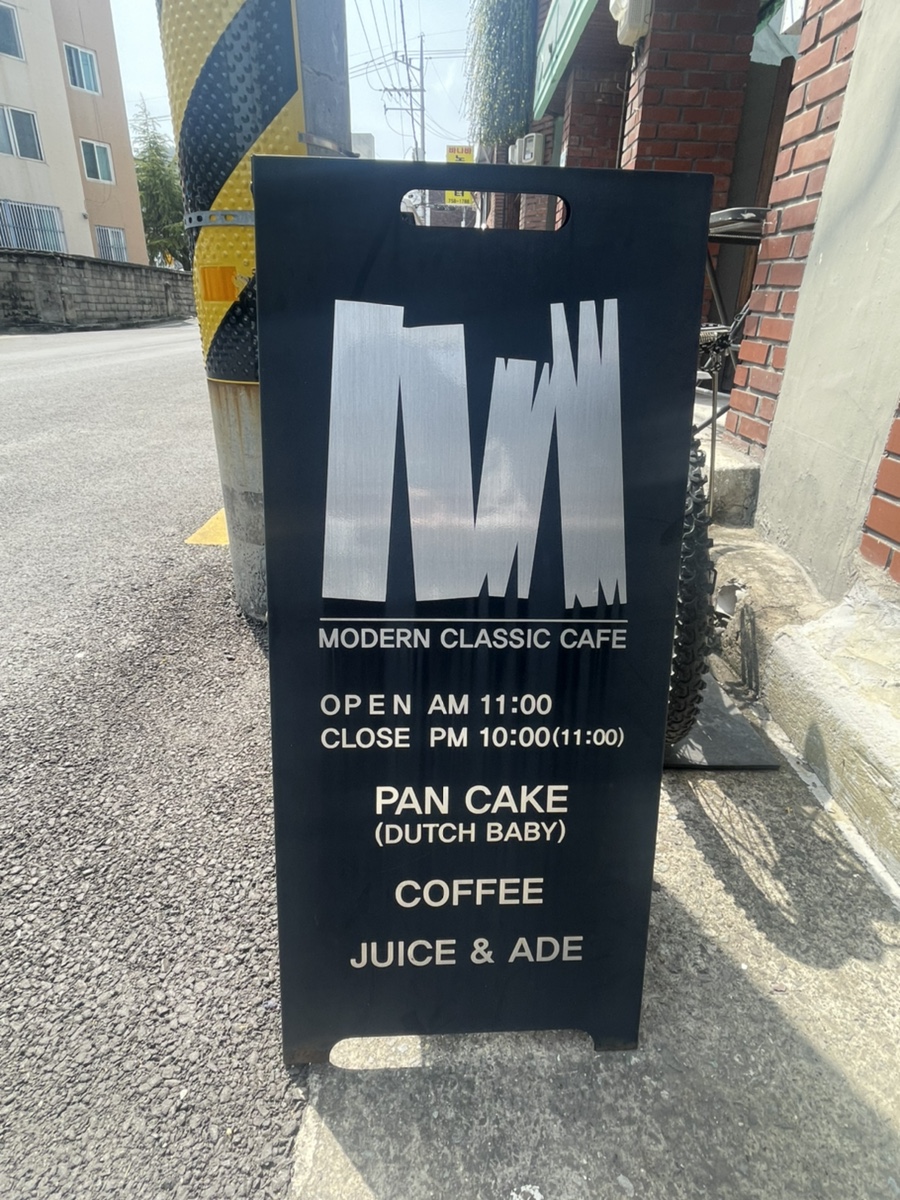 M
MODERN CLASSIC CAFE
OPEN AM 11:00
CLOSE PM 10:00(11:00)
PAN CAKE
(DUTCH BABY)
COFFEE
JUICE & ADE